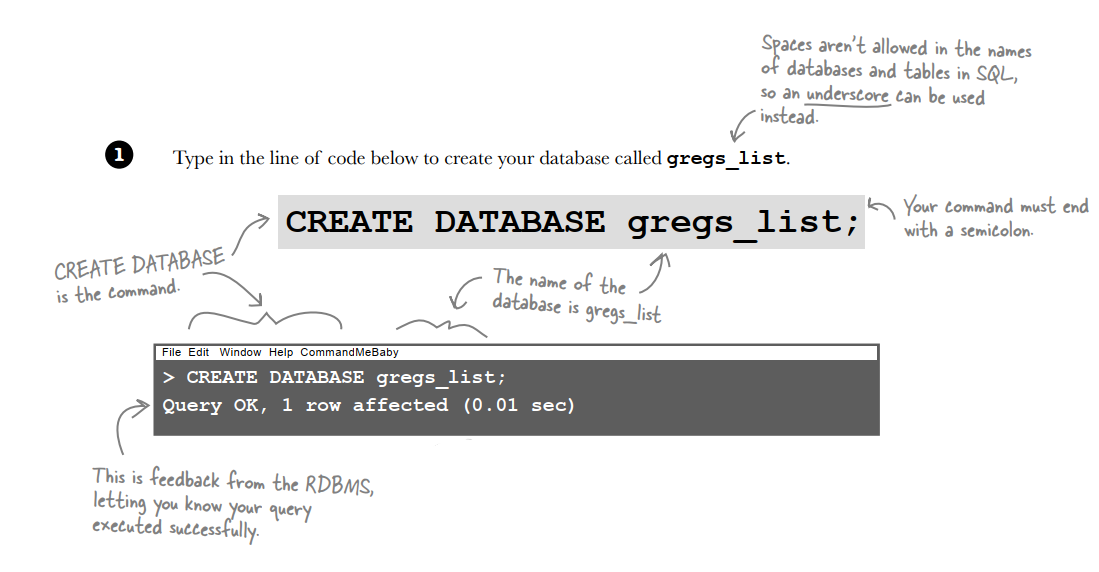 Spaces aren't allowed in the names
of databases and tables in SQL,
so an underscore can be used
instead.
1 Type in the line of code below to create your database called gregs_list.
CREATE DATABASE gregs_list;
Your command must end
with a semicolon.
CREATE DATABASE
is the command.
The name of the
database is gregs_list
File Edit Window Help CommandMeBaby
> CREATE DATABASE gregs_list;
Query OK, 1 row affected (0.01 sec)
This is feedback from the RDBMS,
letting you know your query
executed successfully.